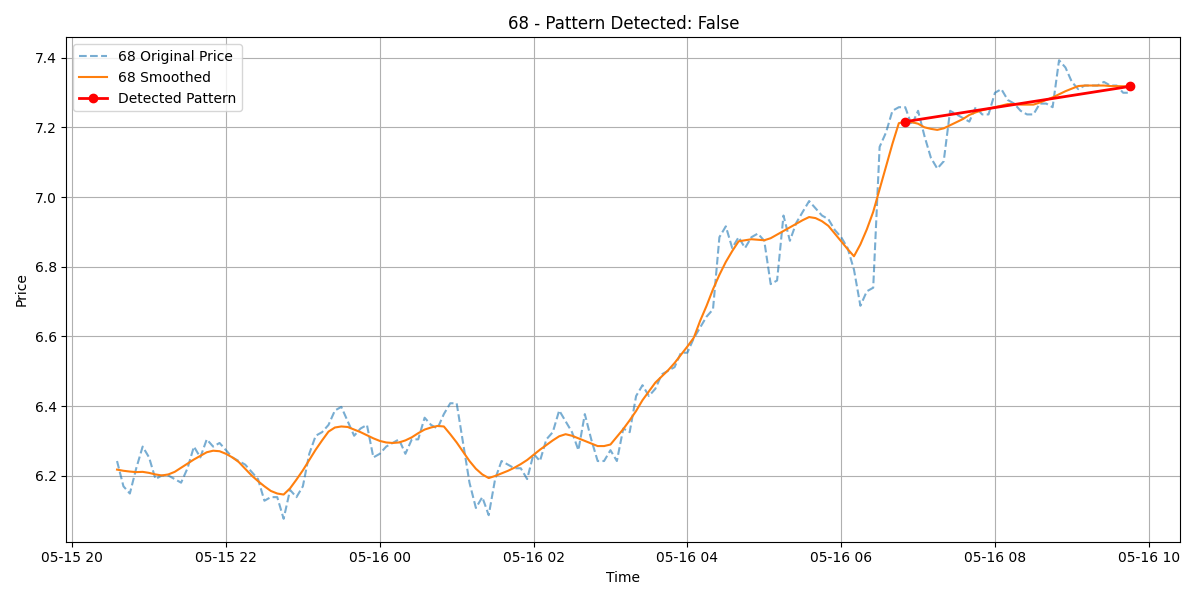 68 - Pattern Detected: False
68 Original Price
68 Smoothed
Detected Pattern
Price
7.4
7.2
7.0
6.8
6.6
6.4
6.2
05-15 20 05-15 22 05-16 00 05-16 02 05-16 04 05-16 06 05-16 08 05-16 10
Time